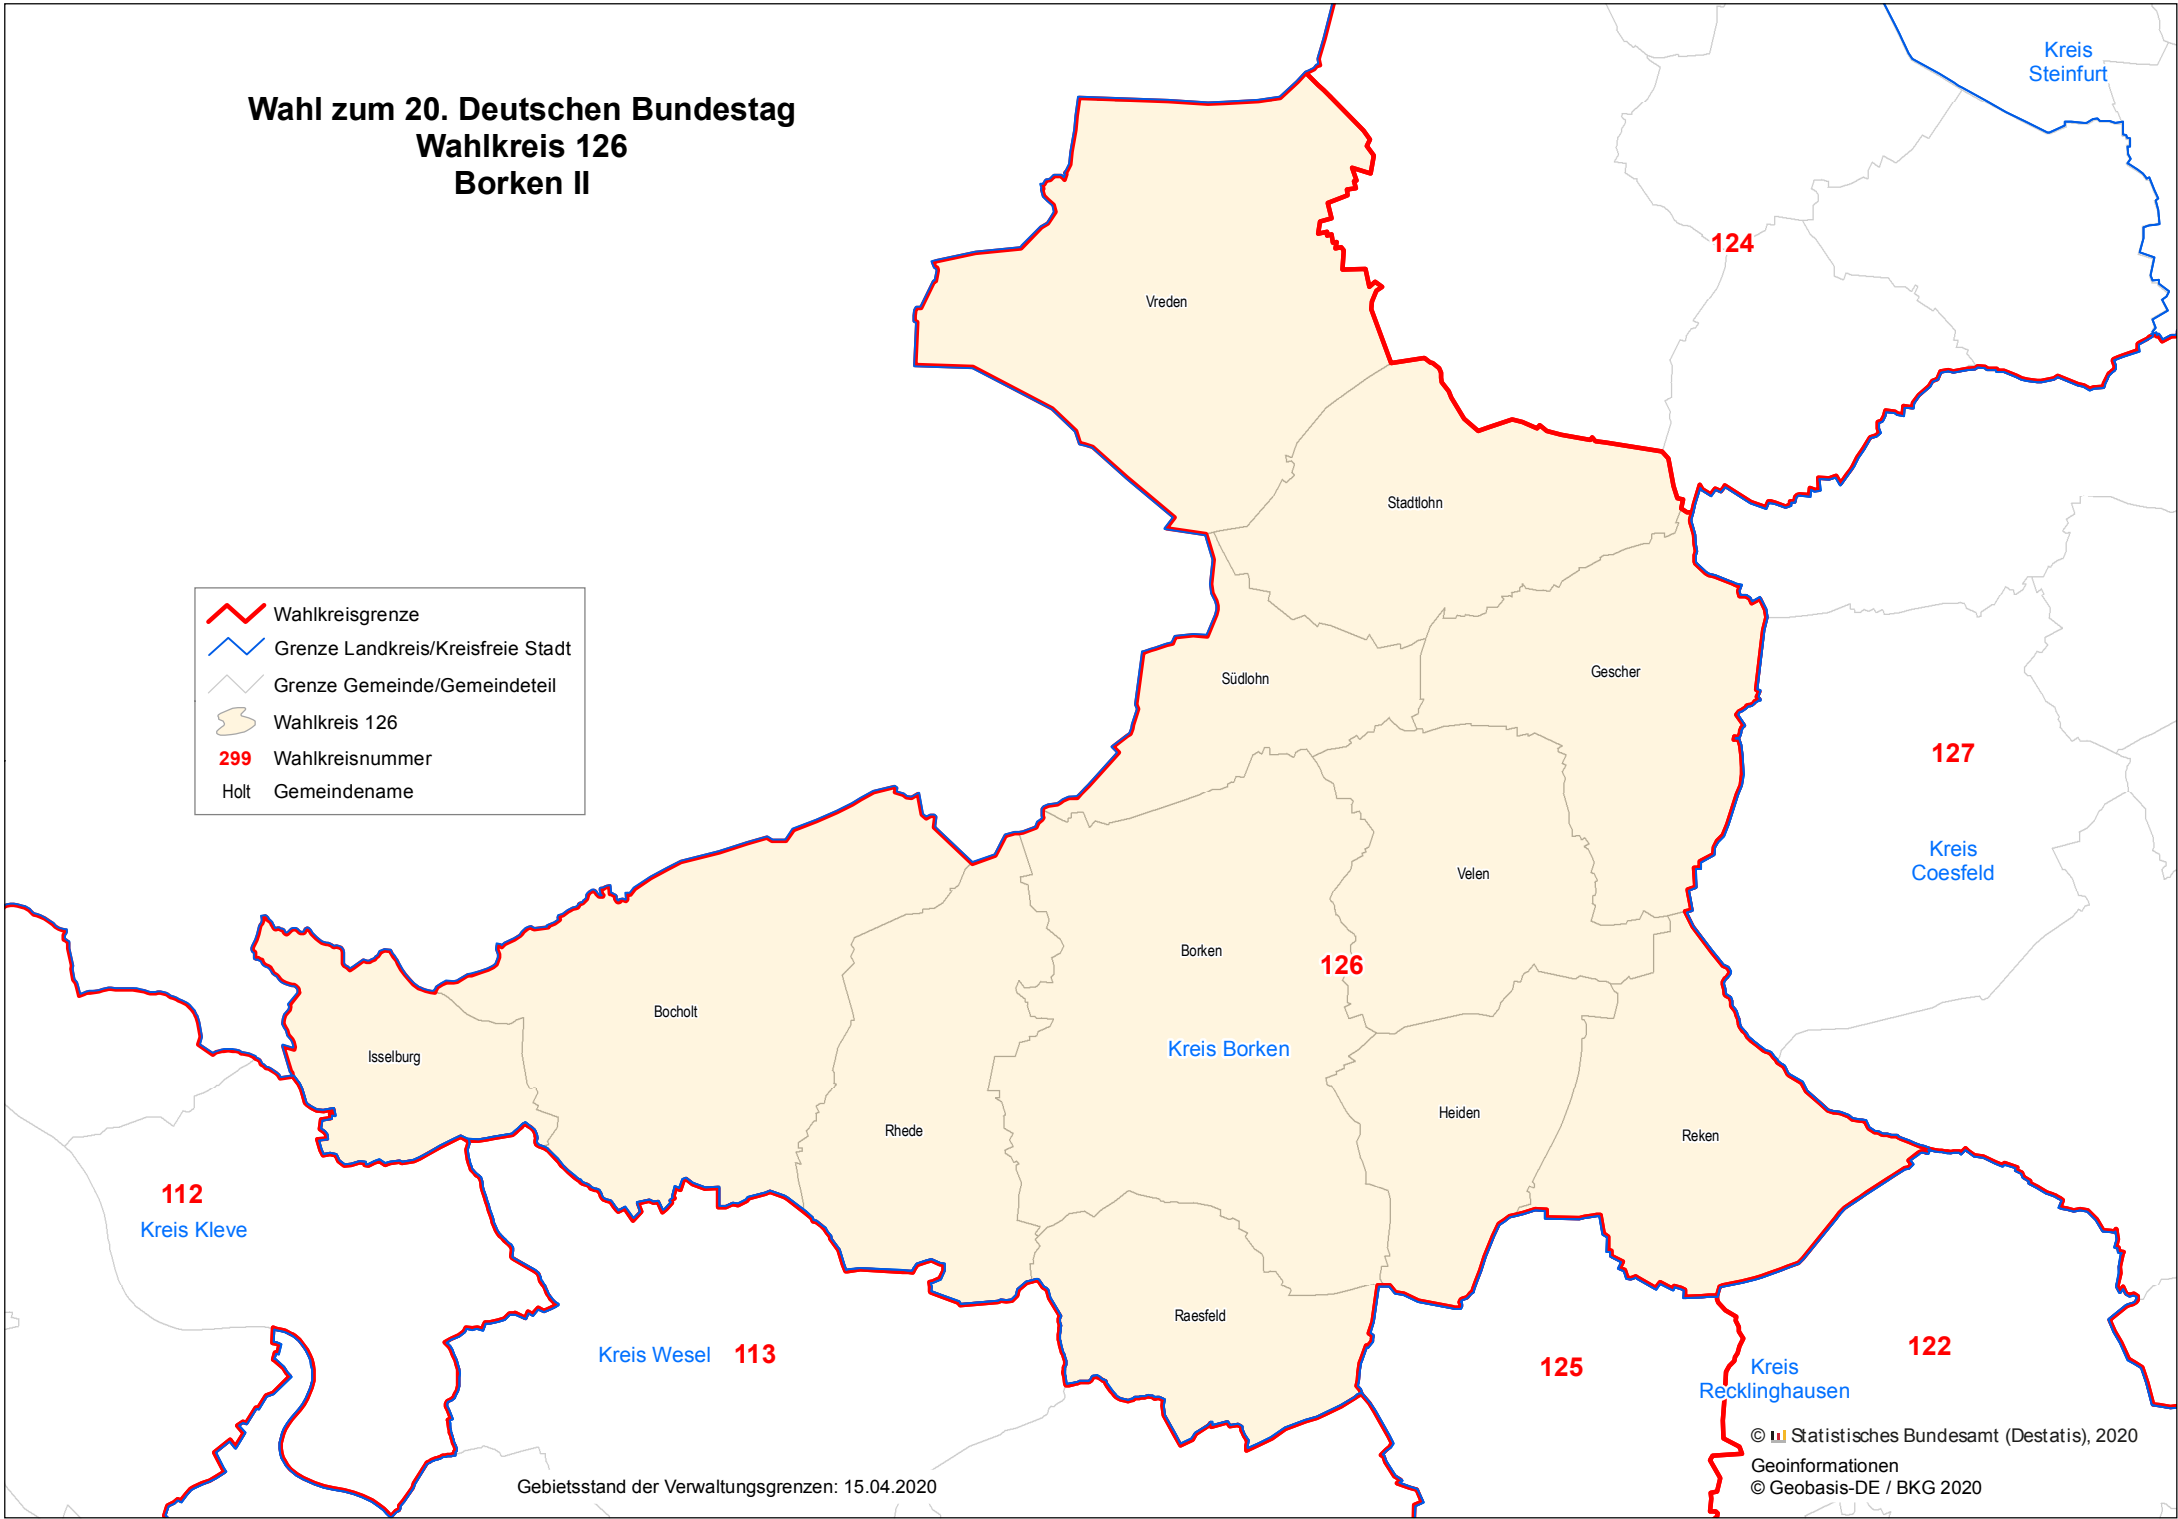 Wahl zum 20. Deutschen Bundestag
Wahlkreis 126
Borken II
Kreis
Steinfurt
124
Vreden
Stadtlohn
Wahlkreisgrenze
Grenze Landkreis/Kreisfreie Stadt
Grenze Gemeinde/Gemeindeteil
Wahlkreis 126
299 Wahlkreisnummer
Holt Gemeindename
Südlohn
Gescher
127
Kreis
Coesfeld
Velen
Borken
126
Bocholt
Kreis Borken
Isselburg
Heiden
Rhede
Reken
112
Kreis Kleve
Raesfeld
Kreis Wesel 113
125
122
Kreis
Recklinghausen
© Statistisches Bundesamt (Destatis), 2020
Geoinformationen
© Geobasis-DE / BKG 2020
Gebietsstand der Verwaltungsgrenzen: 15.04.2020